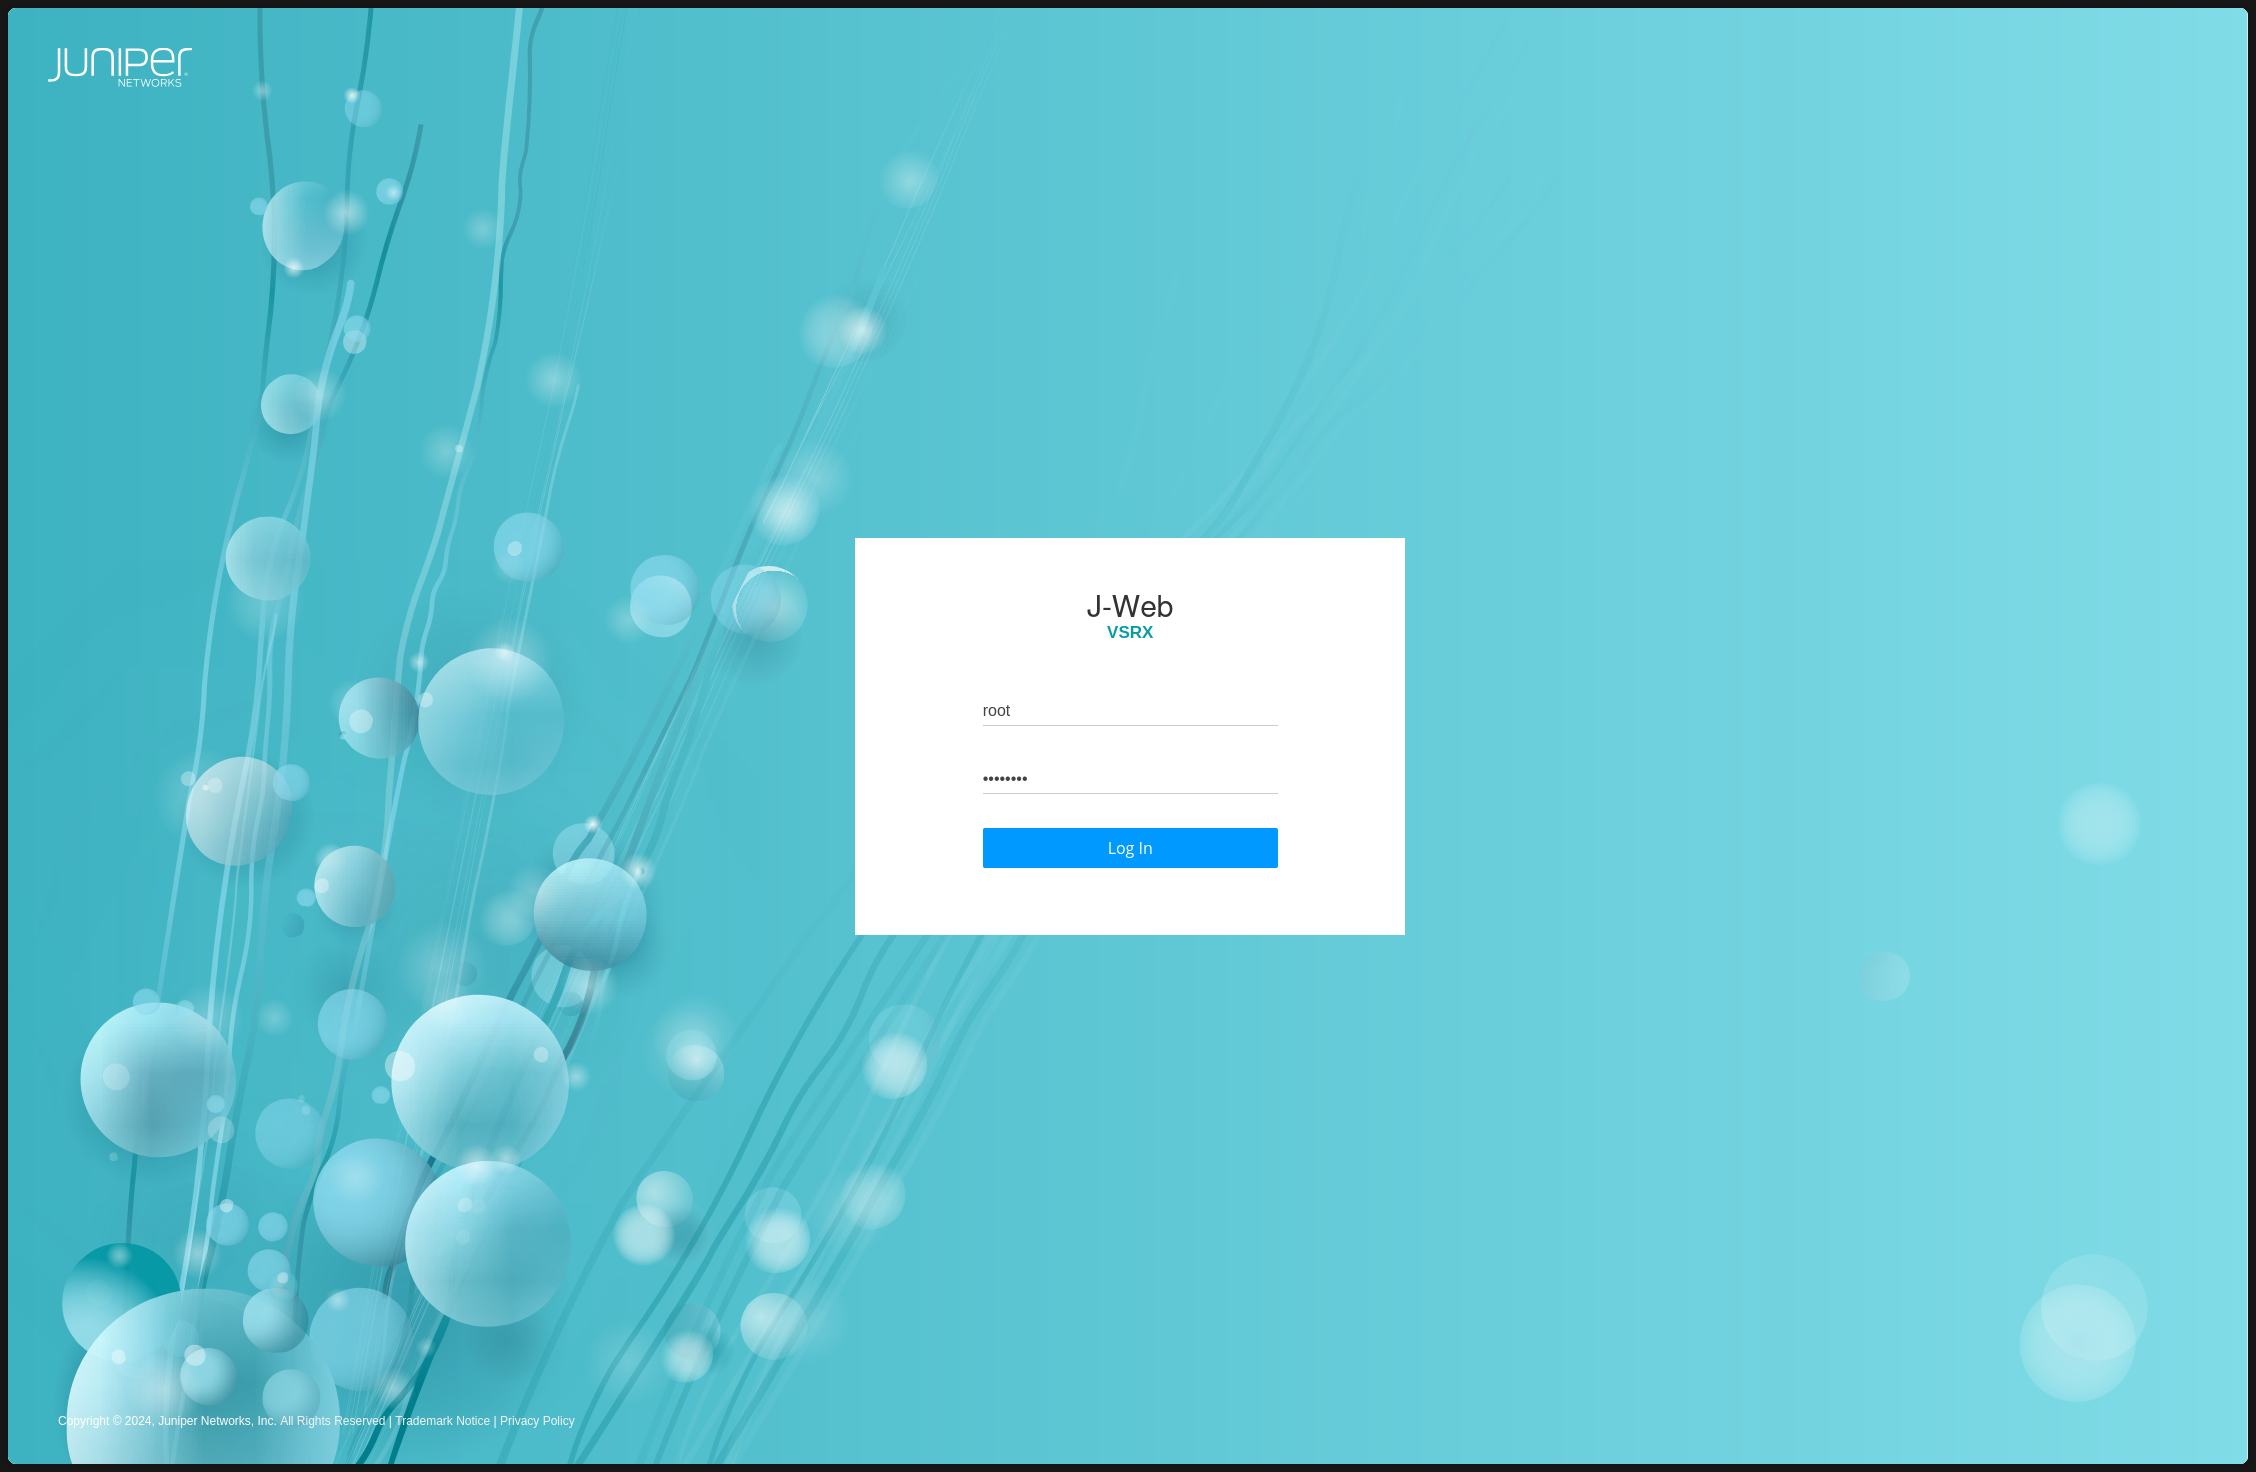 JUNIPEr
NETWORKS
J-Web
VSRX
root
••••••••
Log In
Copyright © 2024, Juniper Networks, Inc. All Rights Reserved | Trademark Notice | Privacy Policy